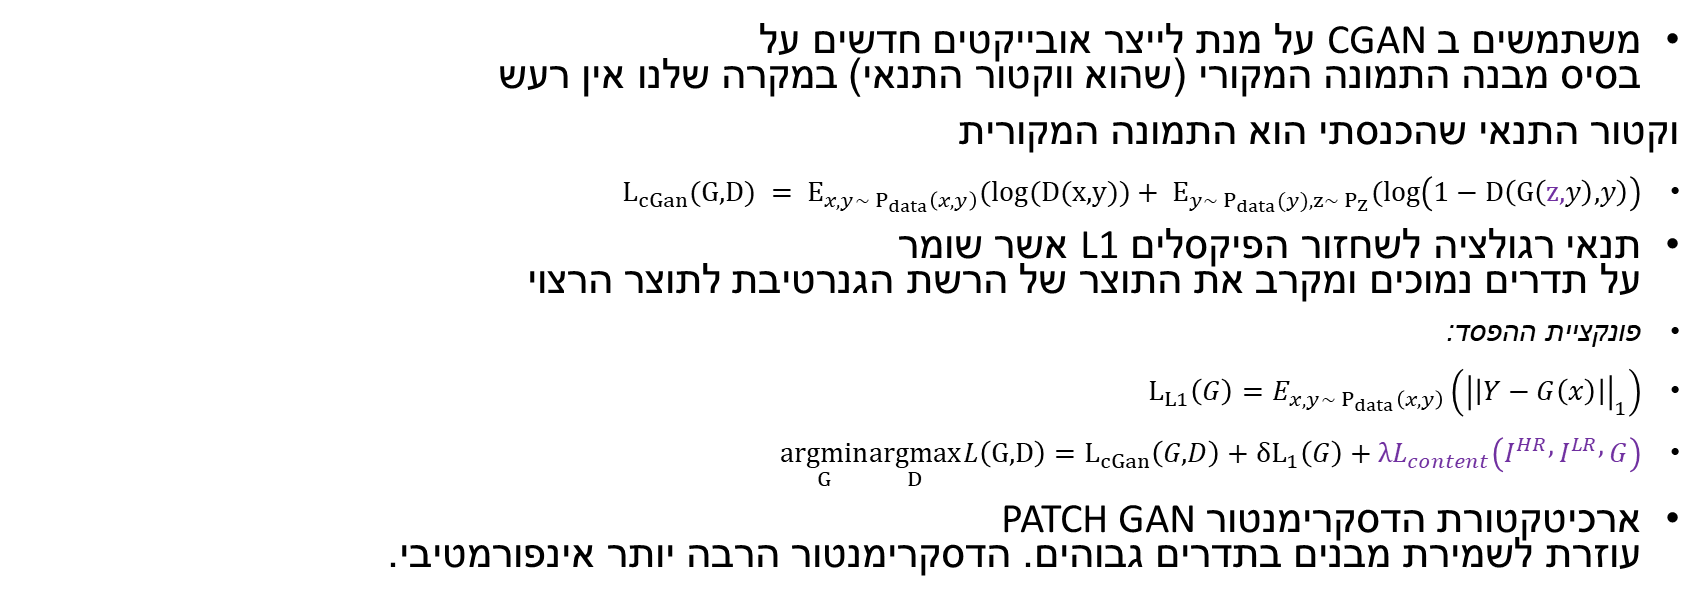 • משתמשים ב CGAN על מנת לייצר אובייקטים חדשים על
בסיס מבנה התמונה המקורי (שהוא ווקטור התנאי) במקרה שלנו אין רעש
וקטור התנאי שהכנסתי הוא התמונה המקורית
• L_cGan(G,D) = E_{x,y~ P_data(x,y)}(log(D(x,y)) + E_{y~ P_data(y),z~ P_Z}(log(1 − D(G(z,y),y))
• תנאי רגולציה לשחזור הפיקסלים L1 אשר שומר
על תדרים נמוכים ומקרב את התוצר של הרשת הגנרטיבת לתוצר הרצוי
• פונקציית ההפסד:
• L_L1(G) = E_{x,y~ P_data(x,y)}(||Y − G(x)||_1)
• argmin_G argmax_D L(G,D) = L_cGan(G,D) + δL_1(G) + λL_content(I^HR, I^LR, G)
• ארכיטקטורת הדסקרימנטור PATCH GAN
עוזרת לשמירת מבנים בתדרים גבוהים. הדסקרימנטור הרבה יותר אינפורמטיבי.